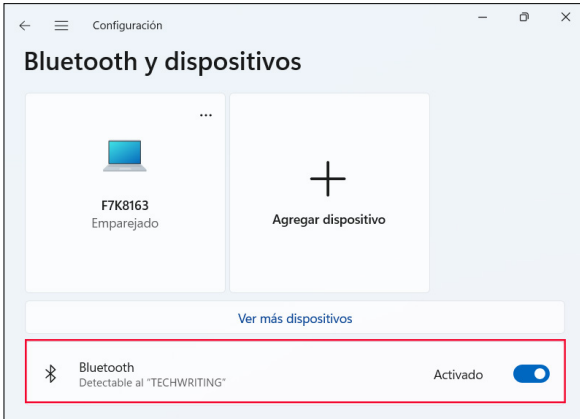 Configuración
Bluetooth y dispositivos
F7K8163
Emparejado
Agregar dispositivo
Ver más dispositivos
Bluetooth
Detectable al "TECHWRITING"
Activado